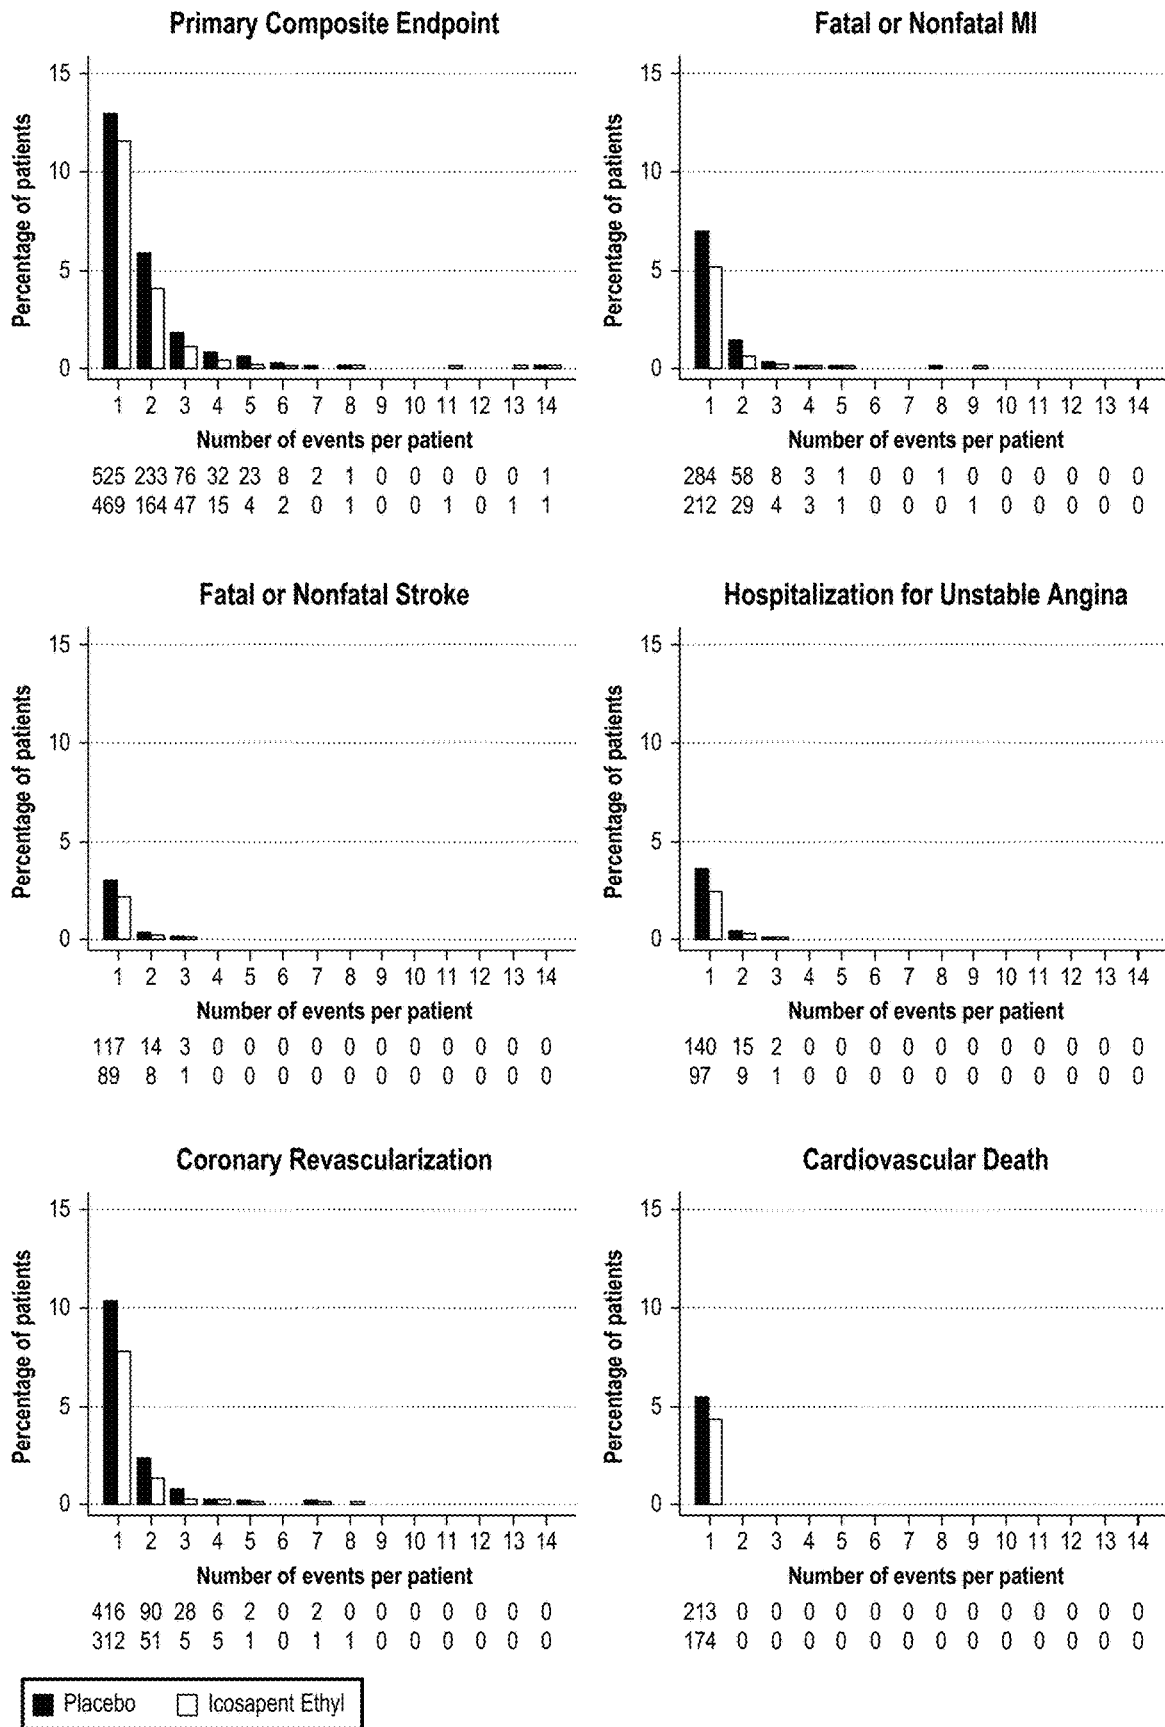 Primary Composite Endpoint
Percentage of patients
15
10
5
0
1 2 3 4 5 6 7 8 9 10 11 12 13 14
Number of events per patient
525 233 76 32 23 8 2 1 0 0 0 0 0 1
469 164 47 15 4 2 0 1 0 0 1 0 1 1
Fatal or Nonfatal MI
Percentage of patients
15
10
5
0
1 2 3 4 5 6 7 8 9 10 11 12 13 14
Number of events per patient
284 58 8 3 1 0 0 1 0 0 0 0 0 0
212 29 4 3 1 0 0 0 1 0 0 0 0 0
Fatal or Nonfatal Stroke
Percentage of patients
15
10
5
0
1 2 3 4 5 6 7 8 9 10 11 12 13 14
Number of events per patient
117 14 3 0 0 0 0 0 0 0 0 0 0 0
89 8 1 0 0 0 0 0 0 0 0 0 0 0
Hospitalization for Unstable Angina
Percentage of patients
15
10
5
0
1 2 3 4 5 6 7 8 9 10 11 12 13 14
Number of events per patient
140 15 2 0 0 0 0 0 0 0 0 0 0 0
97 9 1 0 0 0 0 0 0 0 0 0 0 0
Coronary Revascularization
Percentage of patients
15
10
5
0
1 2 3 4 5 6 7 8 9 10 11 12 13 14
Number of events per patient
416 90 28 6 2 0 2 0 0 0 0 0 0 0
312 51 5 5 1 0 1 1 0 0 0 0 0 0
Cardiovascular Death
Percentage of patients
15
10
5
0
1 2 3 4 5 6 7 8 9 10 11 12 13 14
Number of events per patient
213 0 0 0 0 0 0 0 0 0 0 0 0 0
174 0 0 0 0 0 0 0 0 0 0 0 0 0
Placebo Icosapent Ethyl